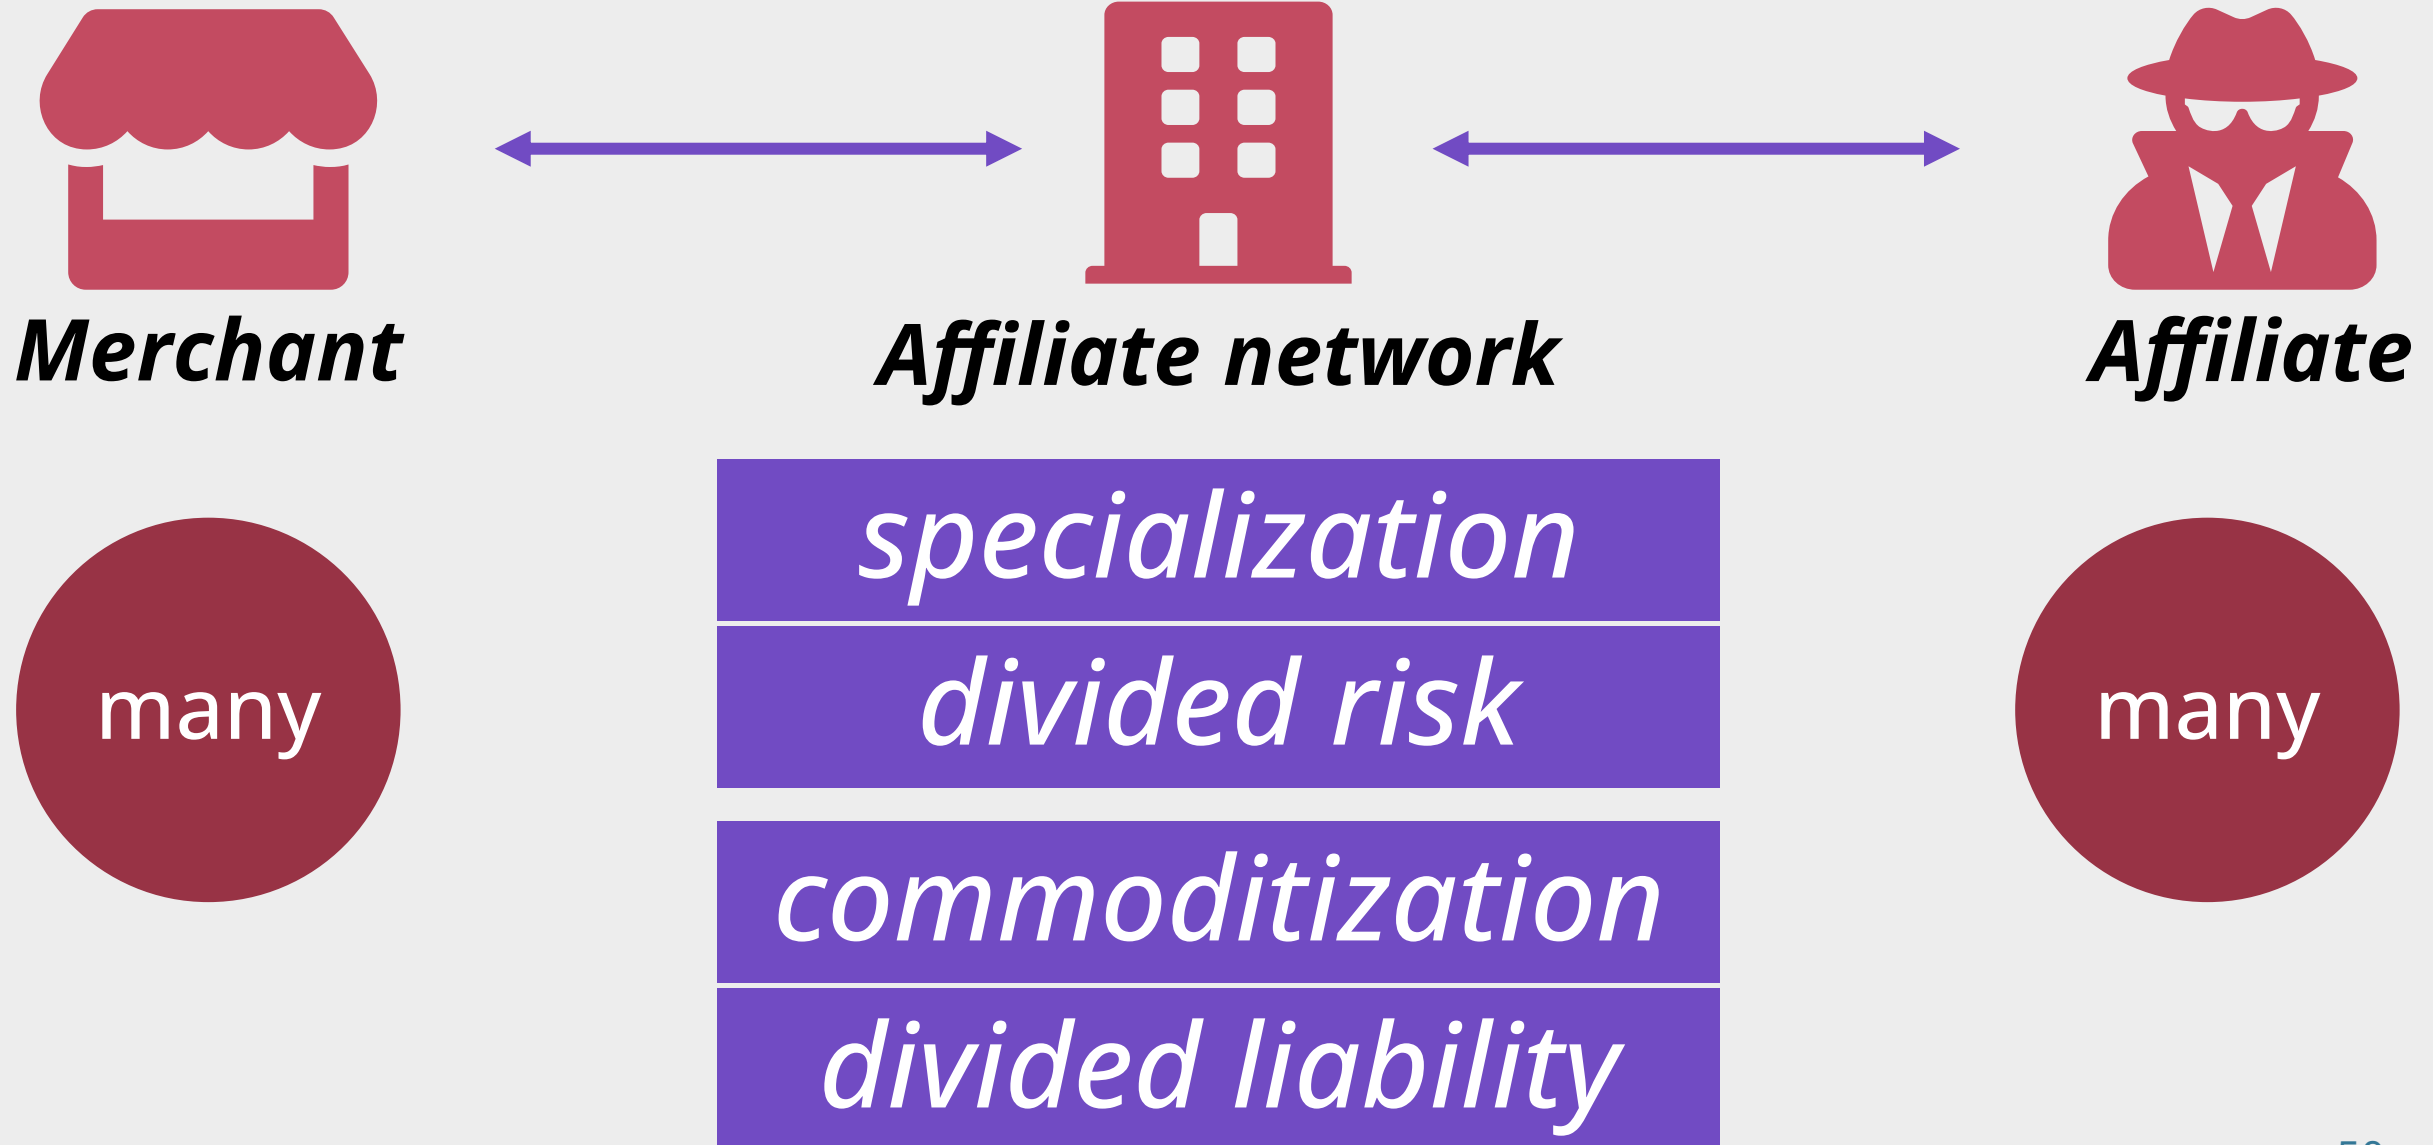 Merchant
Affiliate network
Affiliate
many
specialization
divided risk
commoditization
divided liability
many